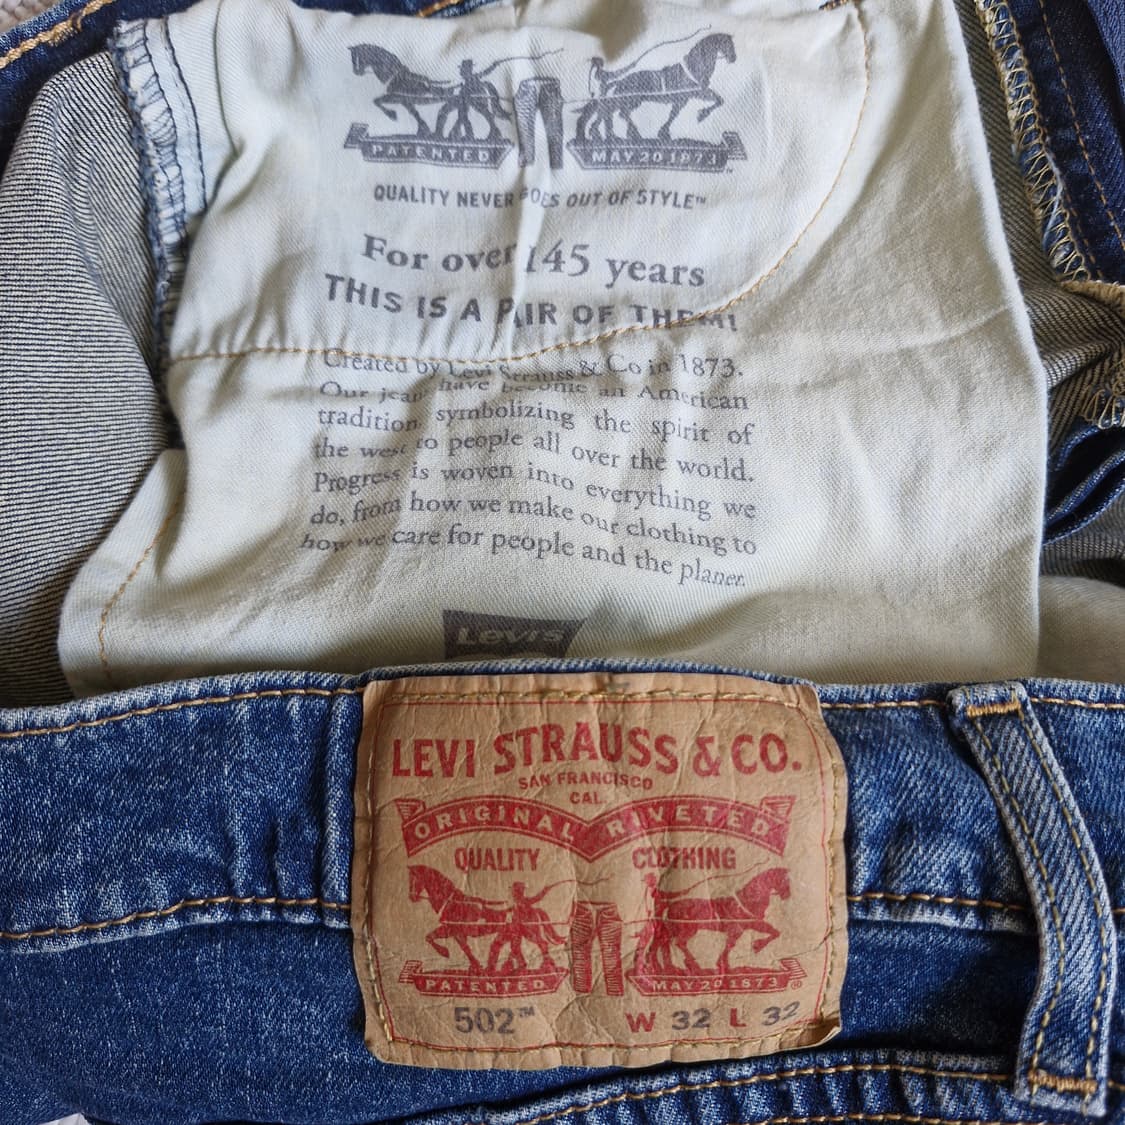 PATENTED MAY 20 1873™
QUALITY NEVER GOES OUT OF STYLE™
For over 145 years
THIS IS A PAIR OF THEM!
Created by Levi Strauss & Co in 1873.
Our jeans have become an American
tradition, symbolizing the spirit of
the west to people all over the world.
Progress is woven into everything we
do, from how we make our clothing to
how we care for people and the planet.
Levi's
LEVI STRAUSS & CO.
SAN FRANCISCO
CAL
ORIGINAL RIVETED
QUALITY CLOTHING
PATENTED MAY 20 1873 ®
502™ W 32 L 32